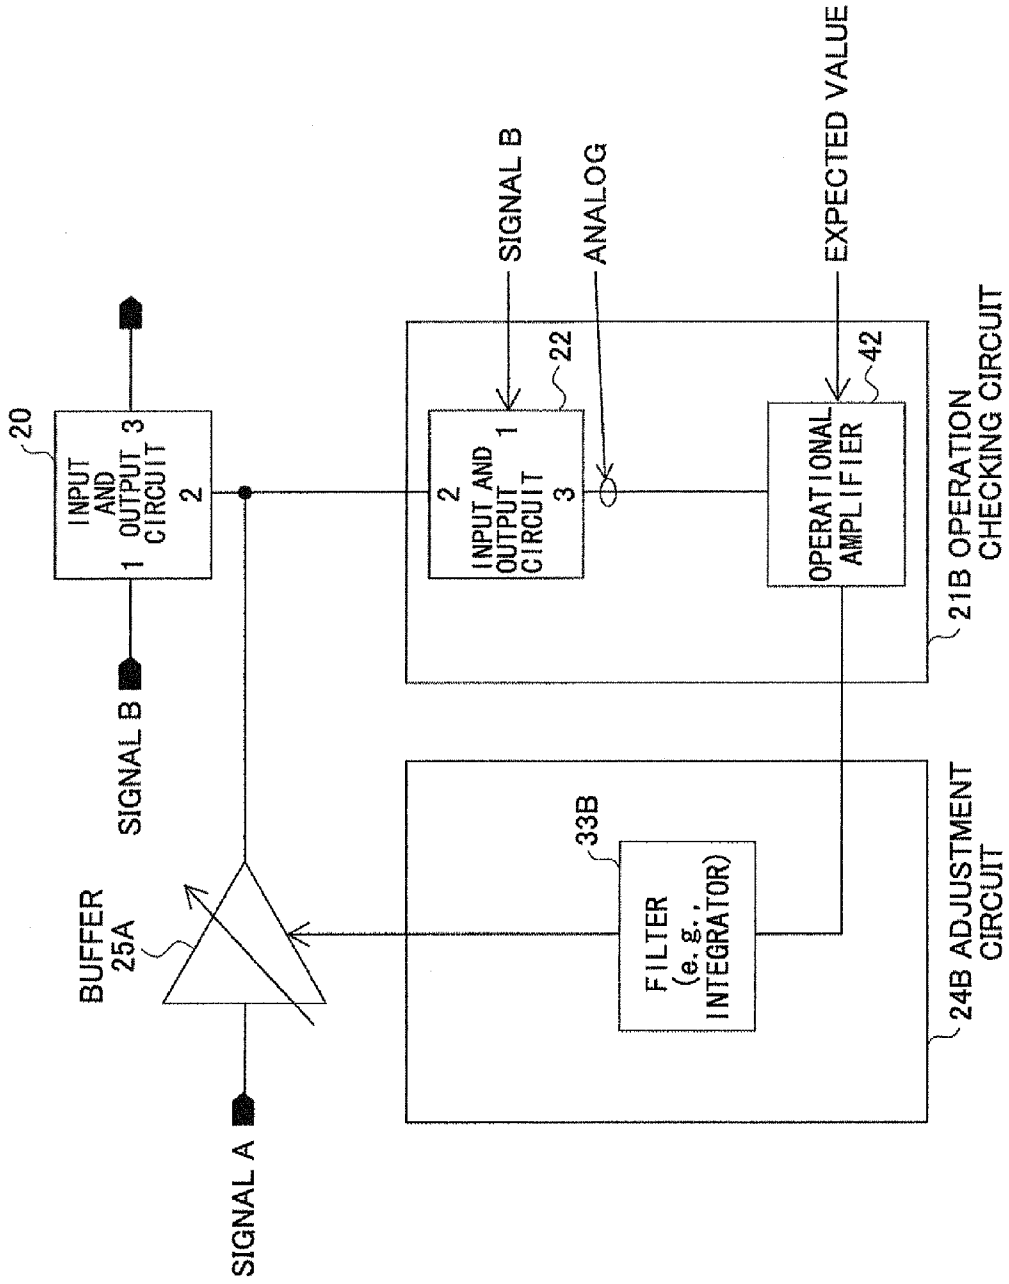 SIGNAL A
BUFFER
25A
SIGNAL B
20
INPUT
AND
OUTPUT
CIRCUIT
1
2
3
24B ADJUSTMENT
CIRCUIT
33B
FILTER
(e.g.,
INTEGRATOR)
21B OPERATION
CHECKING CIRCUIT
22
INPUT AND
OUTPUT
CIRCUIT
2
1
3
SIGNAL B
ANALOG
42
OPERATIONAL
AMPLIFIER
EXPECTED VALUE